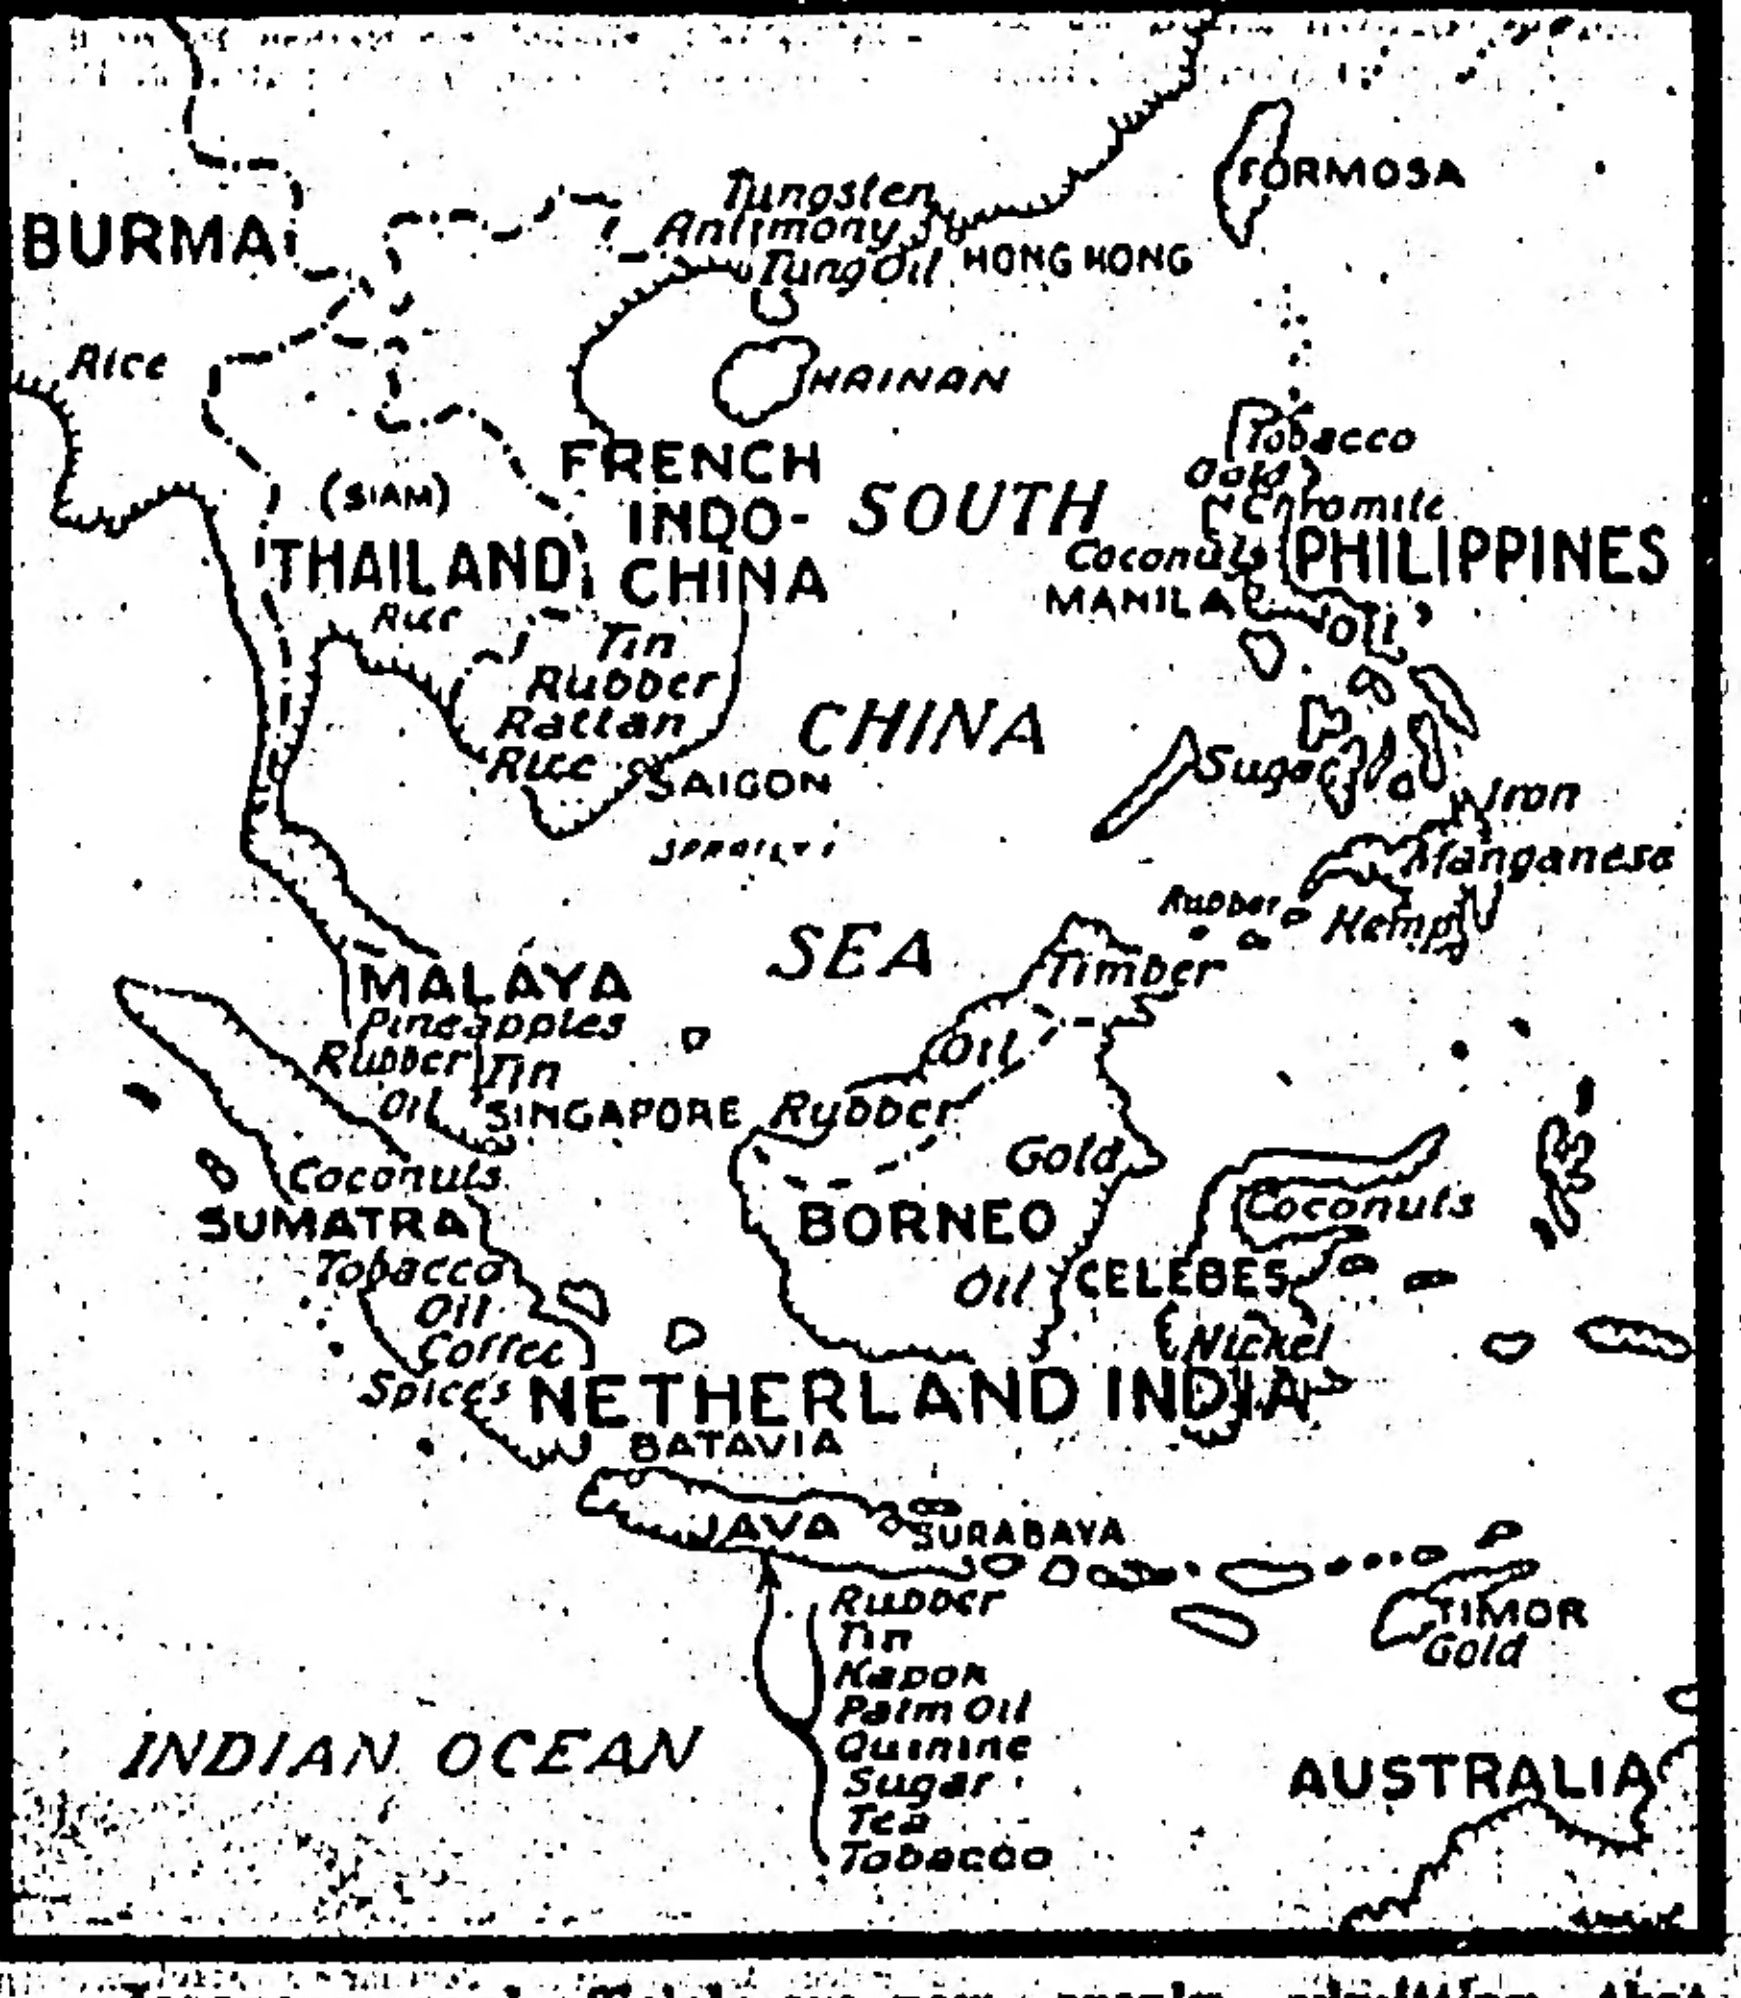 FORMOSA
BURMA
Tungsten
Antimony
Tung Oil
HONG KONG
Rice
HAINAN
Tobacco
Gold
Chromite
Coconuts
PHILIPPINES
MANILA
Oil
FRENCH
INDO-
CHINA
SOUTH
(SIAM)
THAILAND
Rice
Tin
Rubber
Rattan
Rice
SAIGON
CHINA
Sugar
Iron
Manganese
Rubber
Hemp
SEA
Timber
MALAYA
Pineapples
Rubber Tin
Oil
SINGAPORE
Oil
Rubber
Gold
BORNEO
Oil
Coconuts
CELEBES
Nickel
Coconuts
SUMATRA
Tobacco
Oil
Coffee
Spices
NETHERLAND INDIA
BATAVIA
JAVA
SURABAYA
Rubber
Tin
Kapok
Palm Oil
Quinine
Sugar
Tea
Tobacco
TIMOR
Gold
INDIAN OCEAN
AUSTRALIA
that